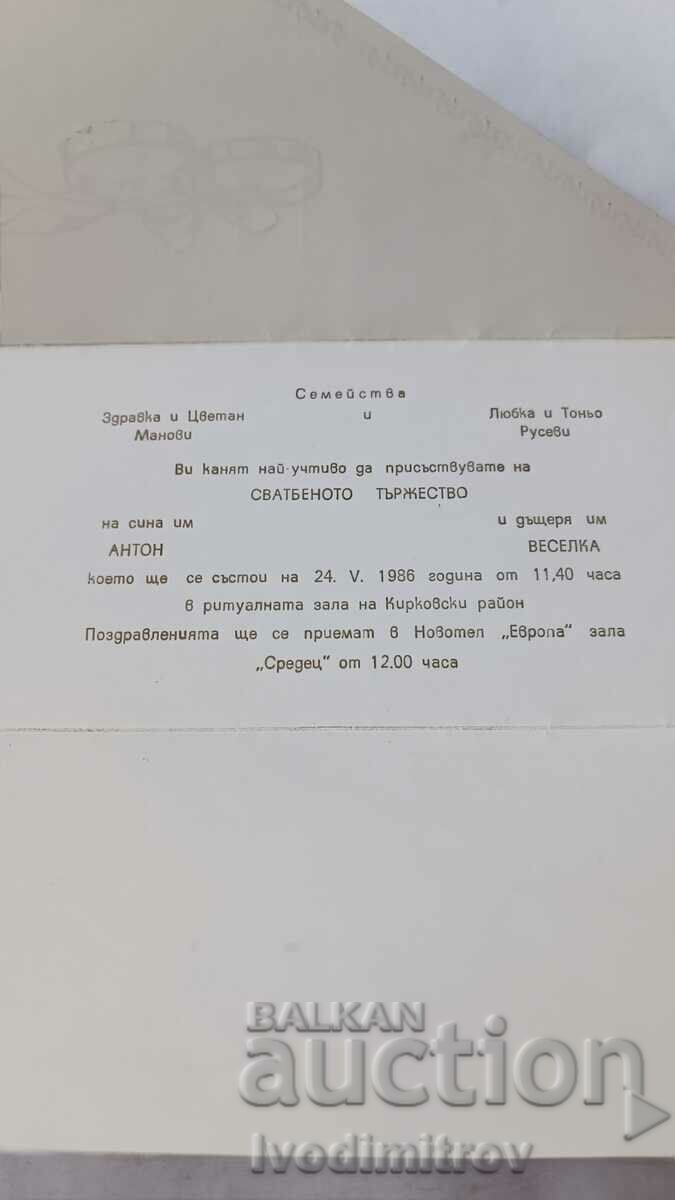 Семейства
Здравка и Цветан и Любка и Тоньо
Манови Русеви
Ви канят най-учтиво да присъствувате на
СВАТБЕНОТО ТЪРЖЕСТВО
на сина им и дъщеря им
АНТОН ВЕСЕЛКА
което ще се състои на 24. V. 1986 година от 11,40 часа
в ритуалната зала на Кирковски район
Поздравленията ще се приемат в Новотел „Европа" зала
„Средец" от 12.00 часа
BALKAN
auction
Ivodimitrov